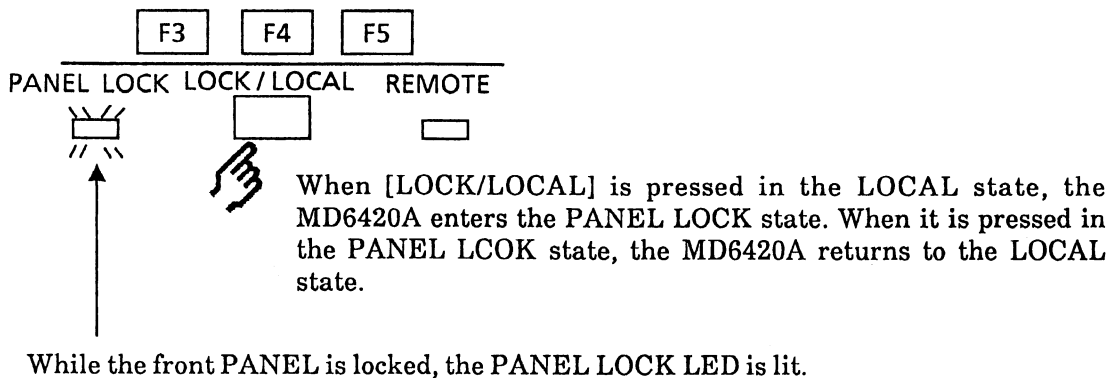 F3 F4 F5
PANEL LOCK LOCK / LOCAL REMOTE
When [LOCK/LOCAL] is pressed in the LOCAL state, the
MD6420A enters the PANEL LOCK state. When it is pressed in
the PANEL LCOK state, the MD6420A returns to the LOCAL
state.
While the front PANEL is locked, the PANEL LOCK LED is lit.